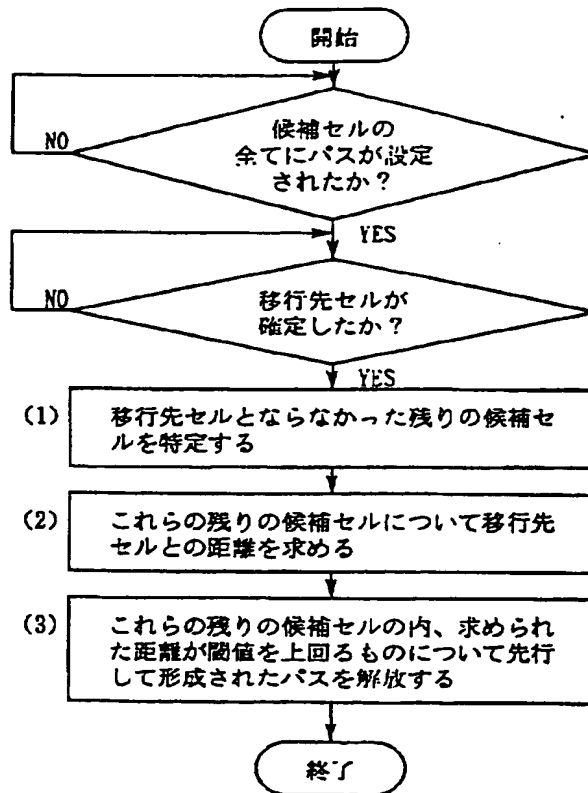 開始
候補セルの
全てにパスが設定
されたか？
NO
YES
移行先セルが
確定したか？
NO
YES
(1) 移行先セルとならなかった残りの候補セ
ルを特定する
(2) これらの残りの候補セルについて移行先
セルとの距離を求める
(3) これらの残りの候補セルの内、求められ
た距離が閾値を上回るものについて先行
して形成されたパスを解放する
終了